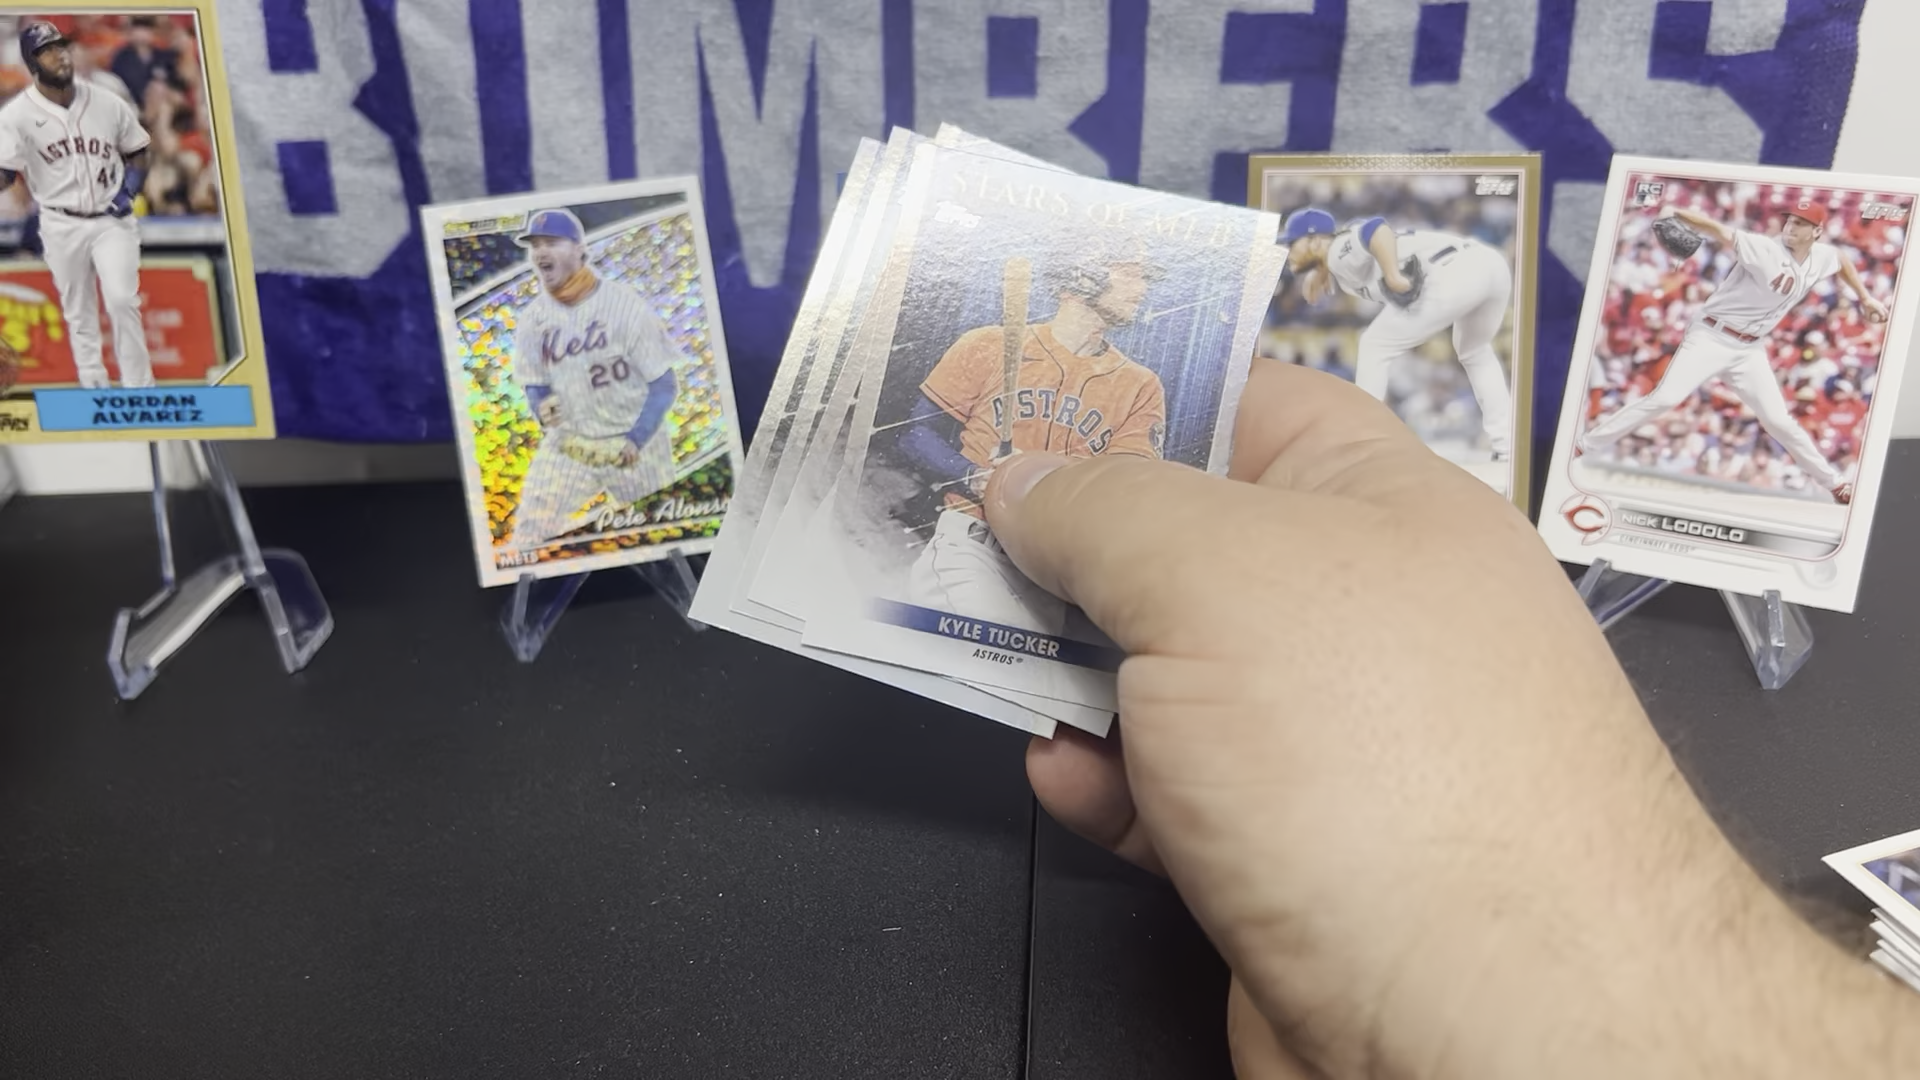 BOMBERS
ASTROS
44
TOPPS
YORDAN
ALVAREZ
Mets
20
Pete Alonso
METS
STARS OF MLB
Topps
ASTROS
KYLE TUCKER
ASTROS®
TOPPS
RC
TOPPS
40
C
NICK LODOLO
CINCINNATI REDS®